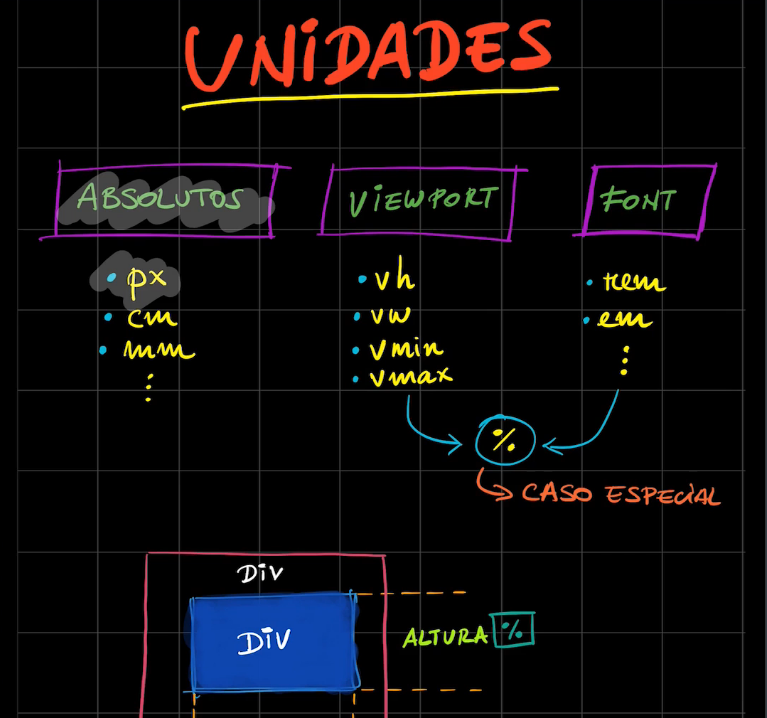 UNIDADES
ABSOLUTOS
• px
• cm
• mm
⋮
VIEWPORT
• vh
• vw
• vmin
• vmax
FONT
• rem
• em
⋮
%
CASO ESPECIAL
Div
Div
ALTURA %